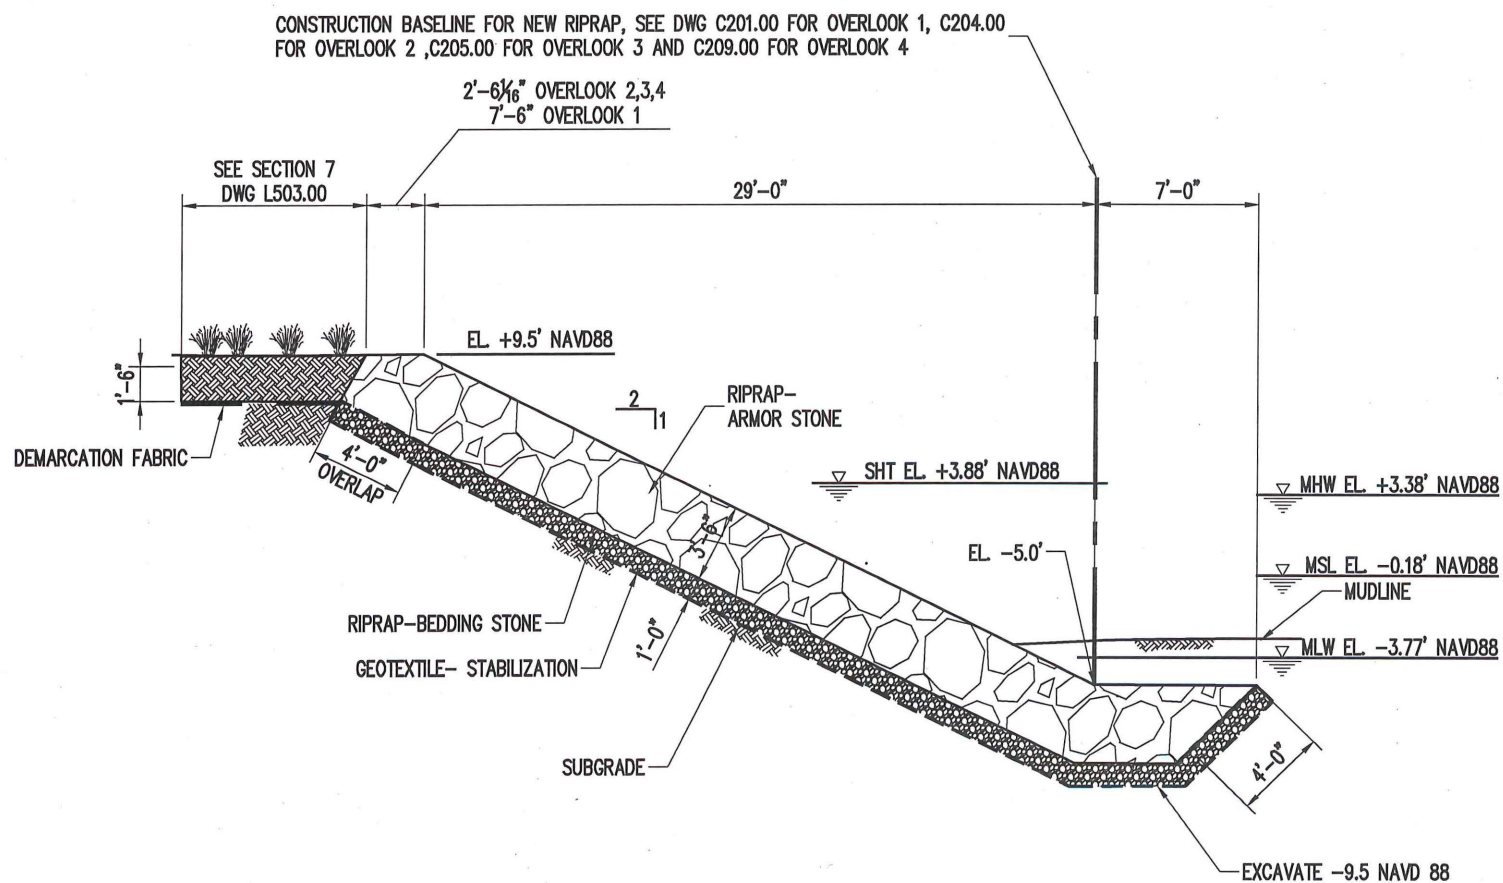 CONSTRUCTION BASELINE FOR NEW RIPRAP, SEE DWG C201.00 FOR OVERLOOK 1, C204.00
FOR OVERLOOK 2 ,C205.00 FOR OVERLOOK 3 AND C209.00 FOR OVERLOOK 4
2'-6 1/16" OVERLOOK 2,3,4
7'-6" OVERLOOK 1
SEE SECTION 7
DWG L503.00
29'-0"
7'-0"
EL. +9.5' NAVD88
1'-6"
2
1
RIPRAP-
ARMOR STONE
DEMARCATION FABRIC
4'-0"
OVERLAP
SHT EL. +3.88' NAVD88
MHW EL. +3.38' NAVD88
3'-6"
EL. -5.0'
MSL EL. -0.18' NAVD88
MUDLINE
RIPRAP-BEDDING STONE
1'-0"
MLW EL. -3.77' NAVD88
GEOTEXTILE- STABILIZATION
SUBGRADE
4'-0"
EXCAVATE -9.5 NAVD 88